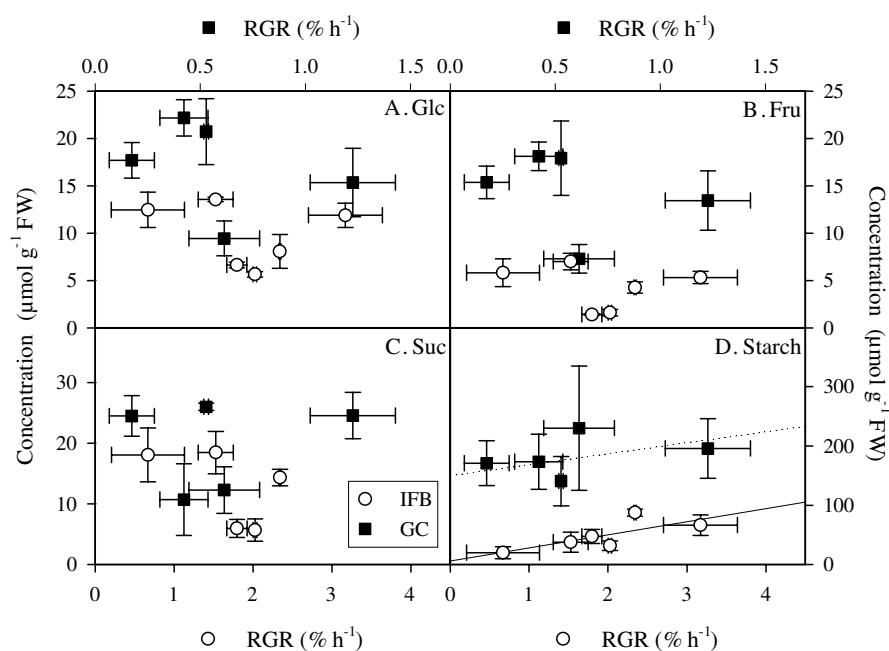 ■ RGR (% h⁻¹) ■ RGR (% h⁻¹)
0.0 0.5 1.0 1.5 0.0 0.5 1.0 1.5
25 A. Glc 25 B. Fru
20 20
15 15
10 10
5 5
0 0
Concentration (μmol g⁻¹ FW)
Concentration (μmol g⁻¹ FW)
C. Suc D. Starch
30 300
20 200
10 100
0 0
○ IFB
■ GC
0 1 2 3 0 1 2 3 4
○ RGR (% h⁻¹) ○ RGR (% h⁻¹)